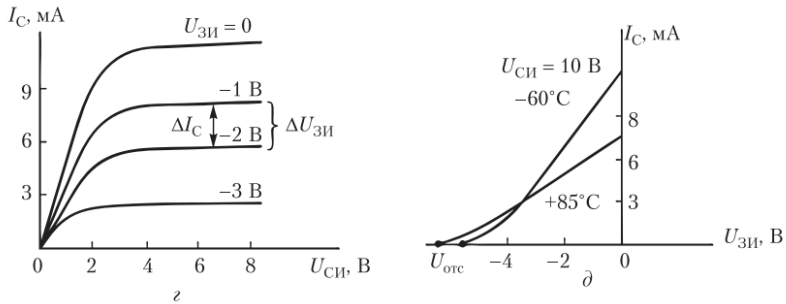 I_С, мА
U_ЗИ = 0
9
−1 В
ΔI_С
ΔU_ЗИ
6
−2 В
3
−3 В
0 2 4 6 8 U_СИ, В
г
I_С, мА
U_СИ = 10 В
−60°С
8
6
+85°С
3
U_отс −4 −2 0 U_ЗИ, В
д